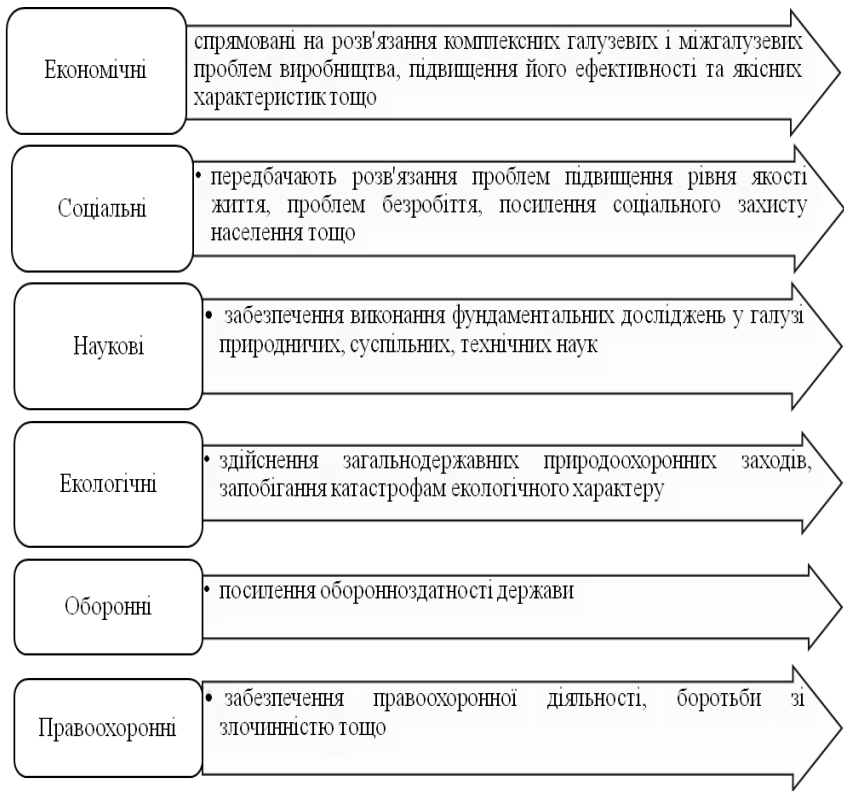 Економічні
спрямовані на розв'язання комплексних галузевих і міжгалузевих
проблем виробництва, підвищення його ефективності та якісних
характеристик тощо
Соціальні
• передбачають розв'язання проблем підвищення рівня якості
життя, проблем безробіття, посилення соціального захисту
населення тощо
Наукові
• забезпечення виконання фундаментальних досліджень у галузі
природничих, суспільних, технічних наук
Екологічні
• здійснення загальнодержавних природоохоронних заходів,
запобігання катастрофам екологічного характеру
Оборонні
• посилення обороноздатності держави
Правоохоронні
• забезпечення правоохоронної діяльності, боротьби зі
злочинністю тощо